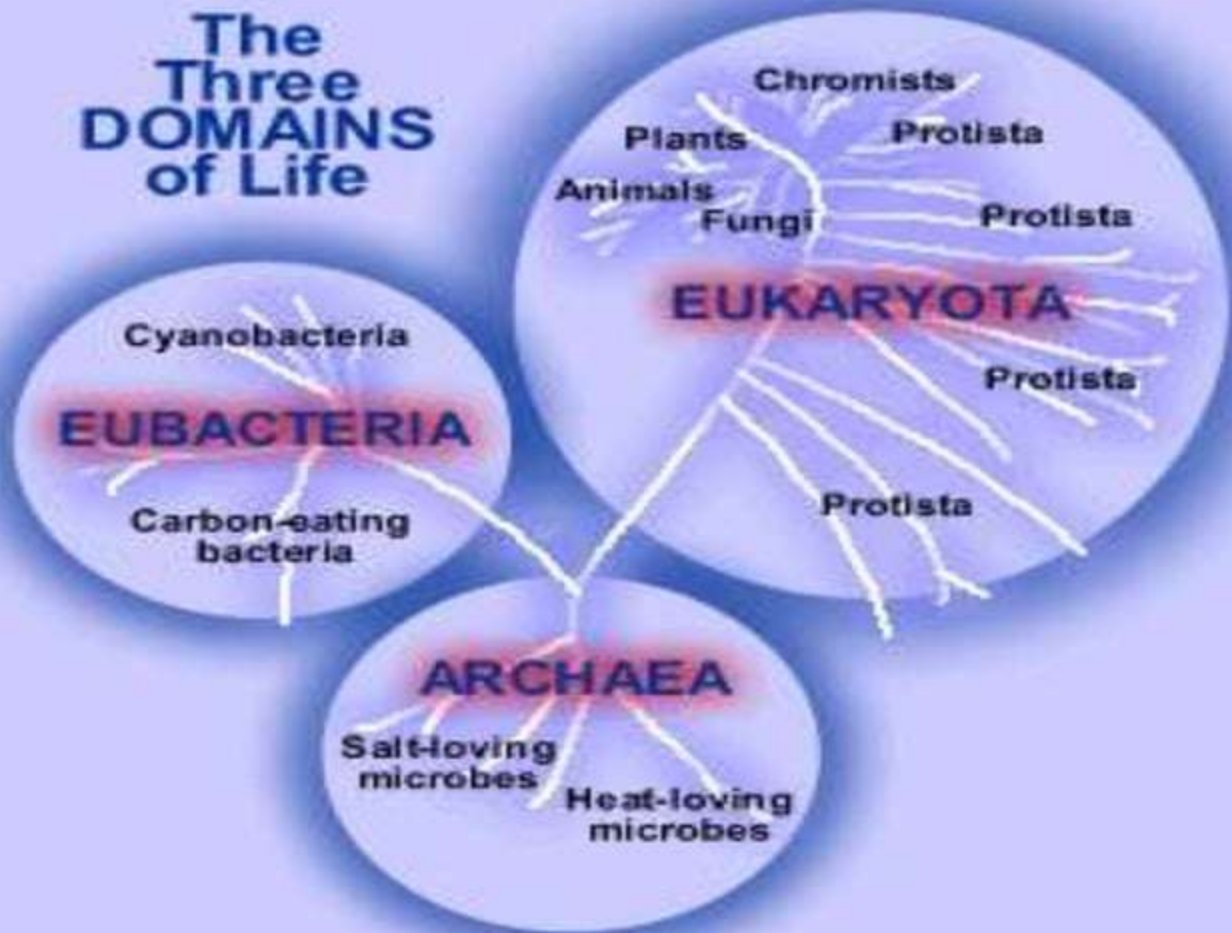 The
Three
DOMAINS
of Life
Chromists
Plants
Protista
Animals
Fungi
Protista
EUKARYOTA
Protista
Protista
Cyanobacteria
EUBACTERIA
Carbon-eating
bacteria
ARCHAEA
Salt-loving
microbes
Heat-loving
microbes